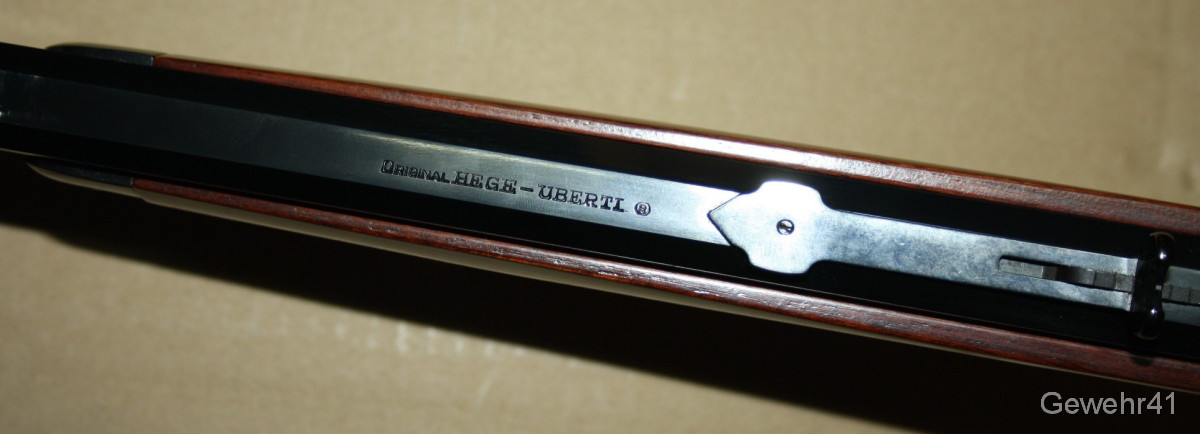 ORIGINAL HEGE-UBERTI ®
Gewehr41